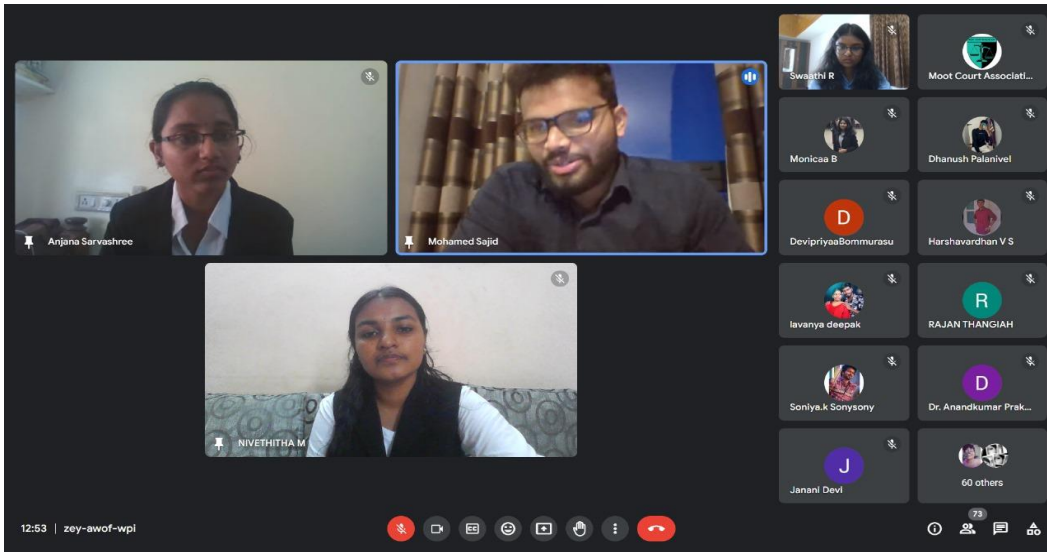 Anjana Sarvashree
Mohamed Sajid
NIVETHITHA M
Swaathi R
Moot Court Associati...
Monicaa B
Dhanush Palanivel
D
DevipriyaaBommurasu
Harshavardhan V S
lavanya deepak
R
RAJAN THANGIAH
Soniya.k Sonysony
D
Dr. Anandkumar Prak...
J
Janani Devi
60 others
12:53 | zey-awof-wpi
CC
73